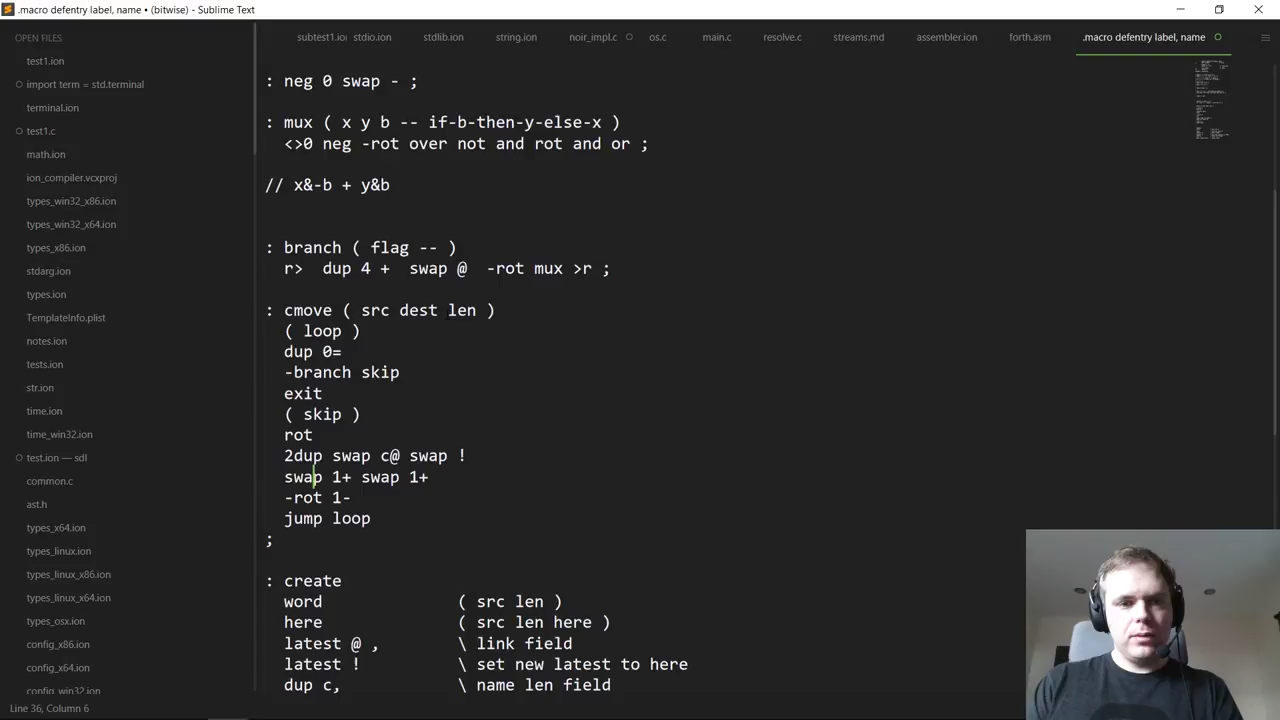 .macro defentry label, name • (bitwise) - Sublime Text
OPEN FILES
test1.ion
import term = std.terminal
terminal.ion
test1.c
math.ion
ion_compiler.vcxproj
types_win32_x86.ion
types_win32_x64.ion
types_x86.ion
stdarg.ion
types.ion
TemplateInfo.plist
notes.ion
tests.ion
str.ion
time.ion
time_win32.ion
test.ion — sdl
common.c
ast.h
types_x64.ion
types_linux.ion
types_linux_x86.ion
types_linux_x64.ion
types_osx.ion
config_x86.ion
config_x64.ion
config_win32.ion
subtest1.ion stdio.ion stdlib.ion string.ion noir_impl.c os.c main.c resolve.c streams.md assembler.ion forth.asm .macro defentry label, name
: neg 0 swap - ;
: mux ( x y b -- if-b-then-y-else-x )
<>0 neg -rot over not and rot and or ;
// x&-b + y&b
: branch ( flag -- )
r> dup 4 + swap @ -rot mux >r ;
: cmove ( src dest len )
( loop )
dup 0=
-branch skip
exit
( skip )
rot
2dup swap c@ swap !
swap 1+ swap 1+
-rot 1-
jump loop
;
: create
word ( src len )
here ( src len here )
latest @ , \ link field
latest ! \ set new latest to here
dup c, \ name len field
Line 36, Column 6